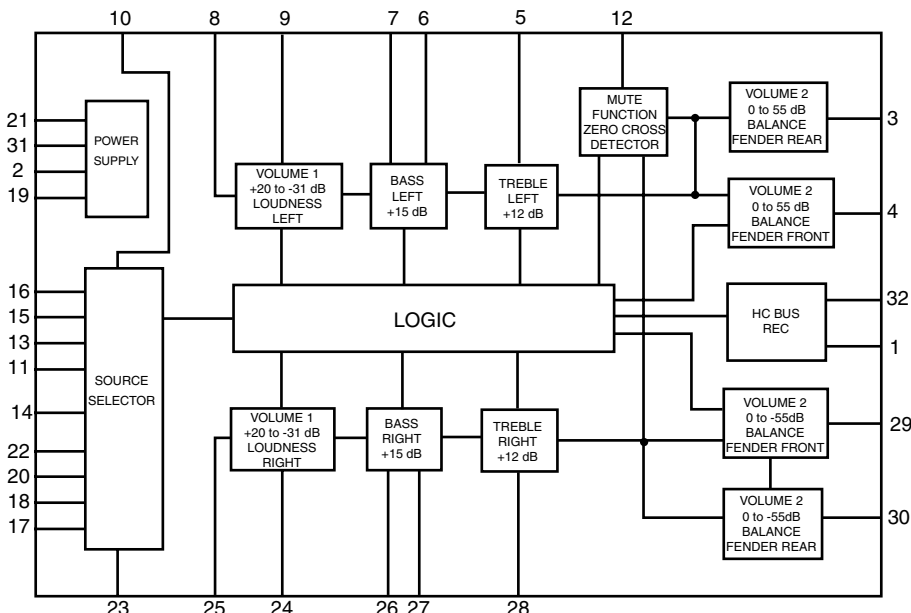 10
8
9
7
6
5
12
21
31
2
19
POWER
SUPPLY
VOLUME 1
+20 to -31 dB
LOUDNESS
LEFT
BASS
LEFT
+15 dB
TREBLE
LEFT
+12 dB
MUTE
FUNCTION
ZERO CROSS
DETECTOR
VOLUME 2
0 to 55 dB
BALANCE
FENDER REAR
3
VOLUME 2
0 to 55 dB
BALANCE
FENDER FRONT
4
16
15
13
11
14
22
20
18
17
SOURCE
SELECTOR
LOGIC
HC BUS
REC
32
1
VOLUME 1
+20 to -31 dB
LOUDNESS
RIGHT
BASS
RIGHT
+15 dB
TREBLE
RIGHT
+12 dB
VOLUME 2
0 to -55dB
BALANCE
FENDER FRONT
29
VOLUME 2
0 to -55dB
BALANCE
FENDER REAR
30
23
25
24
26
27
28